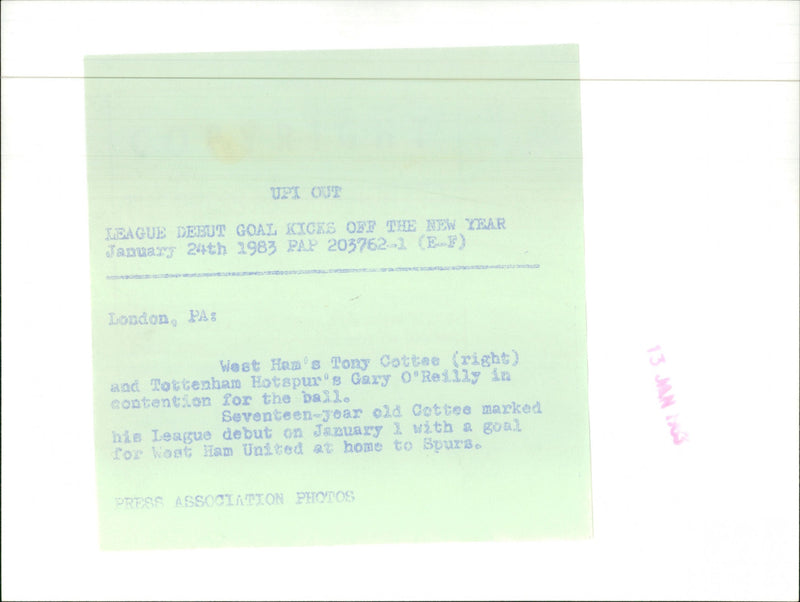 COPYRIGHT
UPI OUT
LEAGUE DEBUT GOAL KICKS OFF THE NEW YEAR
January 24th 1983 PAP 203762-1 (E-F)
London, PA:
West Ham's Tony Cottee (right)
and Tottenham Hotspur's Gary O'Reilly in
contention for the ball.
Seventeen-year old Cottee marked
his League debut on January 1 with a goal
for West Ham United at home to Spurs.
PRESS ASSOCIATION PHOTOS
13 JAN